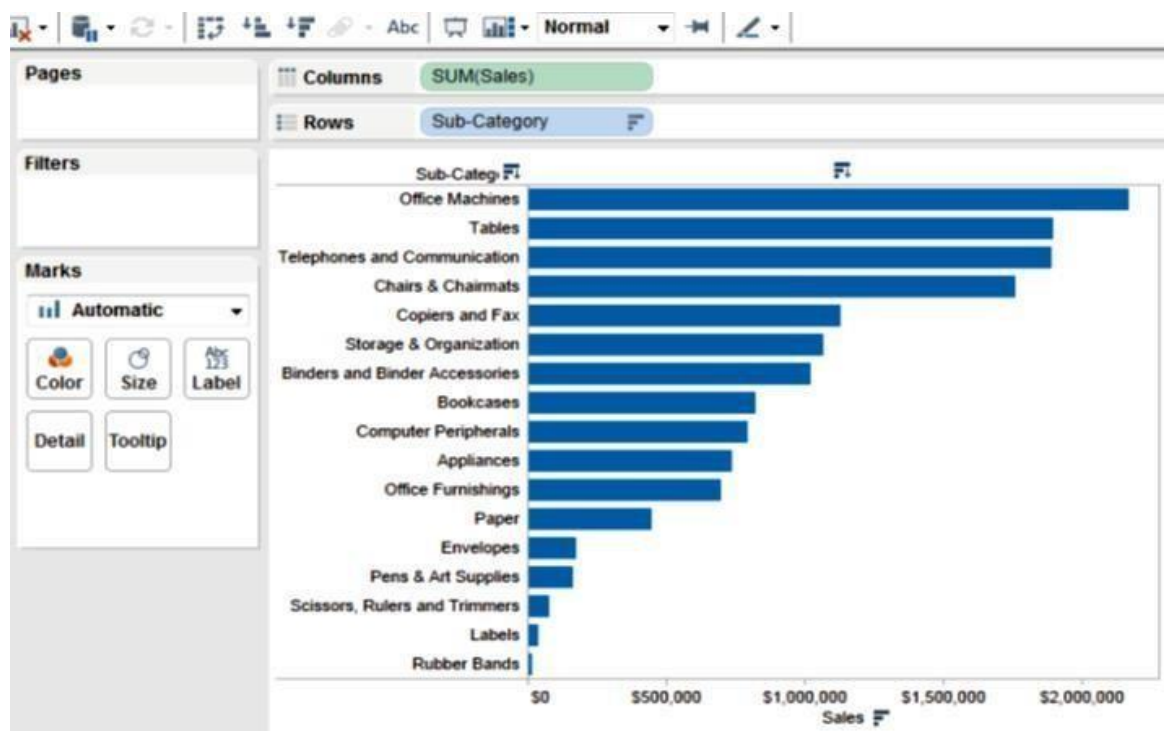 Abc Normal
Pages
Columns SUM(Sales)
Rows Sub-Category
Filters
Marks
Automatic
Color Size Abc 123 Label
Detail Tooltip
Sub-Categ
Office Machines
Tables
Telephones and Communication
Chairs & Chairmats
Copiers and Fax
Storage & Organization
Binders and Binder Accessories
Bookcases
Computer Peripherals
Appliances
Office Furnishings
Paper
Envelopes
Pens & Art Supplies
Scissors, Rulers and Trimmers
Labels
Rubber Bands
$0 $500,000 $1,000,000 $1,500,000 $2,000,000
Sales